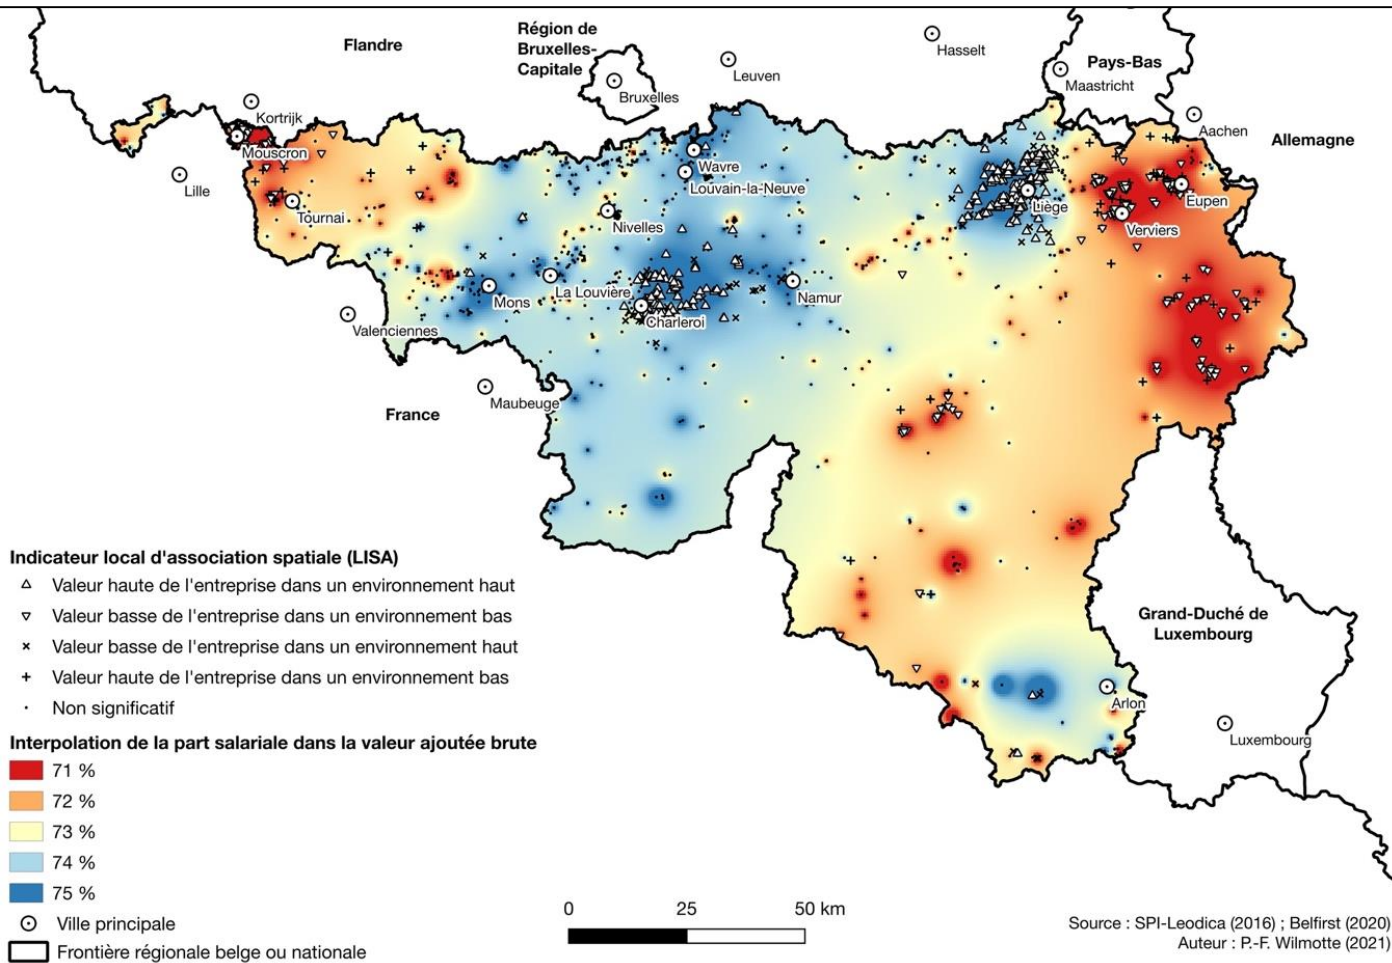 Flandre
Région de
Bruxelles-
Capitale
Bruxelles
Leuven
Hasselt
Pays-Bas
Maastricht
Aachen
Allemagne
Kortrijk
Mouscron
Lille
Tournai
Wavre
Louvain-la-Neuve
Nivelles
Liège
Eupen
Verviers
La Louvière
Mons
Charleroi
Namur
Valenciennes
Maubeuge
France
Grand-Duché de
Luxembourg
Arlon
Luxembourg
Indicateur local d'association spatiale (LISA)
Valeur haute de l'entreprise dans un environnement haut
Valeur basse de l'entreprise dans un environnement bas
Valeur basse de l'entreprise dans un environnement haut
Valeur haute de l'entreprise dans un environnement bas
Non significatif
Interpolation de la part salariale dans la valeur ajoutée brute
71 %
72 %
73 %
74 %
75 %
Ville principale
Frontière régionale belge ou nationale
0 25 50 km
Source : SPI-Leodica (2016) ; Belfirst (2020)
Auteur : P.-F. Wilmotte (2021)